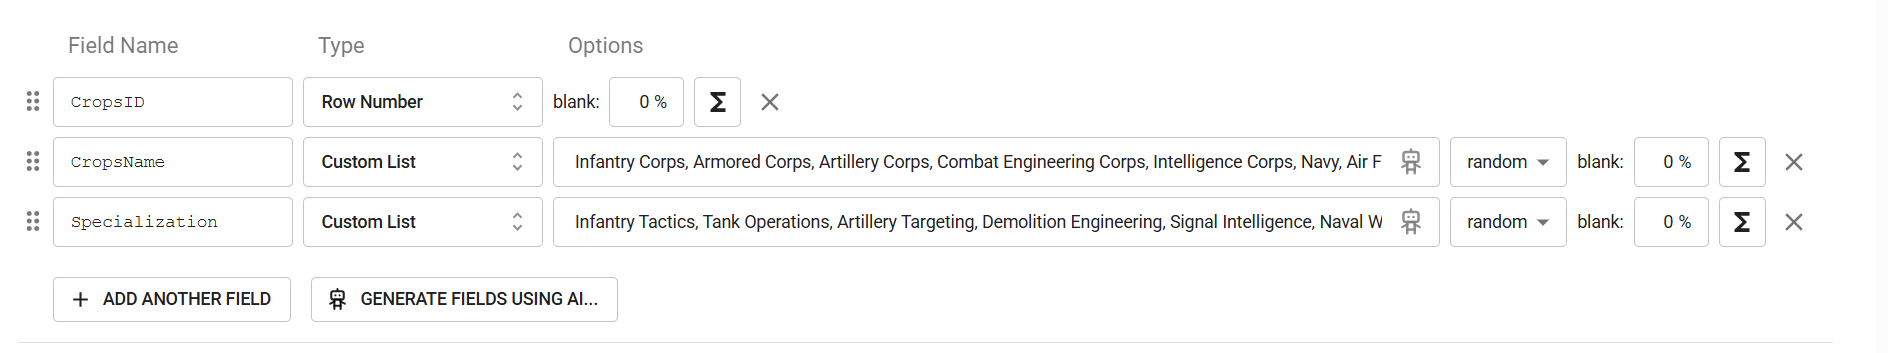 Field Name Type Options
CropsID Row Number blank: 0 % Σ
CropsName Custom List Infantry Corps, Armored Corps, Artillery Corps, Combat Engineering Corps, Intelligence Corps, Navy, Air F random blank: 0 % Σ
Specialization Custom List Infantry Tactics, Tank Operations, Artillery Targeting, Demolition Engineering, Signal Intelligence, Naval W random blank: 0 % Σ
+ ADD ANOTHER FIELD GENERATE FIELDS USING AI...